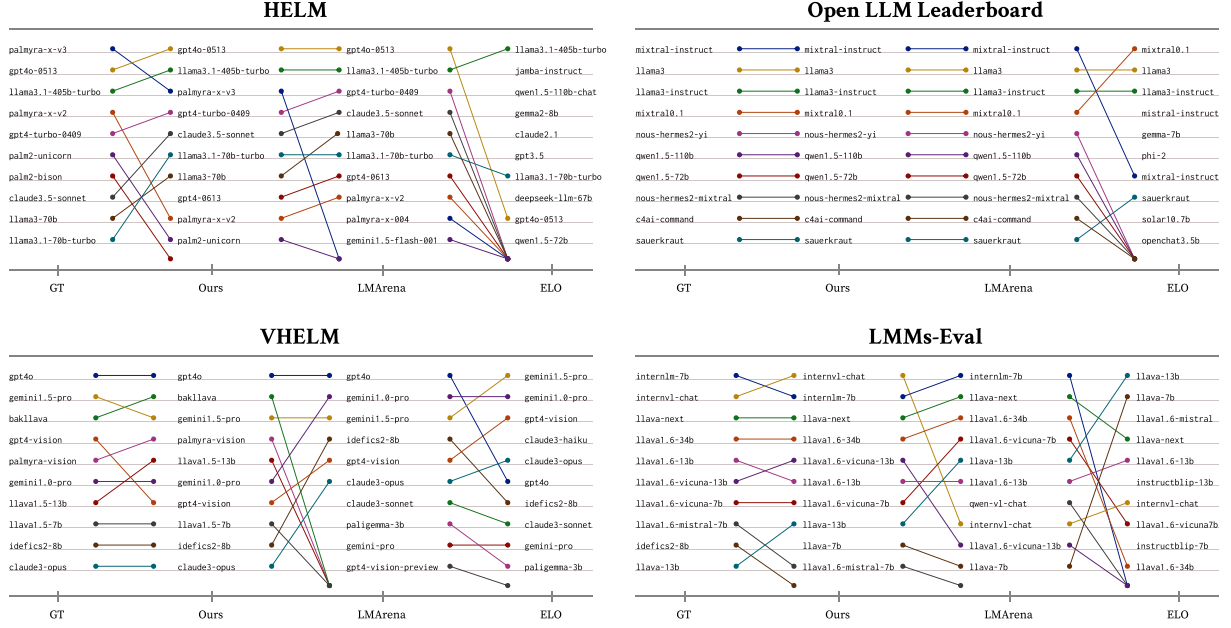 HELM
palmyra-x-v3 gpt4o-0513 gpt4o-0513 llama3.1-405b-turbo
gpt4o-0513 llama3.1-405b-turbo llama3.1-405b-turbo jamba-instruct
llama3.1-405b-turbo palmyra-x-v3 gpt4-turbo-0409 qwen1.5-110b-chat
palmyra-x-v2 gpt4-turbo-0409 claude3.5-sonnet gemma2-8b
gpt4-turbo-0409 claude3.5-sonnet llama3-70b claude2.1
palm2-unicorn llama3.1-70b-turbo llama3.1-70b-turbo gpt3.5
palm2-bison llama3-70b gpt4-0613 llama3.1-70b-turbo
claude3.5-sonnet gpt4-0613 palmyra-x-v2 deepseek-llm-67b
llama3-70b palmyra-x-v2 palmyra-x-004 gpt4o-0513
llama3.1-70b-turbo palm2-unicorn gemini1.5-flash-001 qwen1.5-72b
GT Ours LMArena ELO
Open LLM Leaderboard
mixtral-instruct mixtral-instruct mixtral-instruct mixtral0.1
llama3 llama3 llama3 llama3
llama3-instruct llama3-instruct llama3-instruct llama3-instruct
mixtral0.1 mixtral0.1 mixtral0.1 mistral-instruct
nous-hermes2-yi nous-hermes2-yi nous-hermes2-yi gemma-7b
qwen1.5-110b qwen1.5-110b qwen1.5-110b phi-2
qwen1.5-72b qwen1.5-72b qwen1.5-72b mixtral-instruct
nous-hermes2-mixtral nous-hermes2-mixtral nous-hermes2-mixtral sauerkraut
c4ai-command c4ai-command c4ai-command solar10.7b
sauerkraut sauerkraut sauerkraut openchat3.5b
GT Ours LMArena ELO
VHELM
gpt4o gpt4o gpt4o gemini1.5-pro
gemini1.5-pro bakllava gemini1.0-pro gemini1.0-pro
bakllava gemini1.5-pro gemini1.5-pro gpt4-vision
gpt4-vision palmyra-vision idefics2-8b claude3-haiku
palmyra-vision llava1.5-13b gpt4-vision claude3-opus
gemini1.0-pro gemini1.0-pro claude3-opus gpt4o
llava1.5-13b gpt4-vision claude3-sonnet idefics2-8b
llava1.5-7b llava1.5-7b paligemma-3b claude3-sonnet
idefics2-8b idefics2-8b gemini-pro gemini-pro
claude3-opus claude3-opus gpt4-vision-preview paligemma-3b
GT Ours LMArena ELO
LMMs-Eval
internlm-7b internvl-chat internlm-7b llava-13b
internvl-chat internlm-7b llava-next llava-7b
llava-next llava-next llava1.6-34b llava1.6-mistral
llava1.6-34b llava1.6-34b llava1.6-vicuna-7b llava-next
llava1.6-13b llava1.6-vicuna-13b llava-13b llava1.6-13b
llava1.6-vicuna-13b llava1.6-13b llava1.6-13b instructblip-13b
llava1.6-vicuna-7b llava1.6-vicuna-7b qwen-vl-chat internvl-chat
llava1.6-mistral-7b llava-13b internvl-chat llava1.6-vicuna7b
idefics2-8b llava-7b llava1.6-vicuna-13b instructblip-7b
llava-13b llava1.6-mistral-7b llava-7b llava1.6-34b
GT Ours LMArena ELO